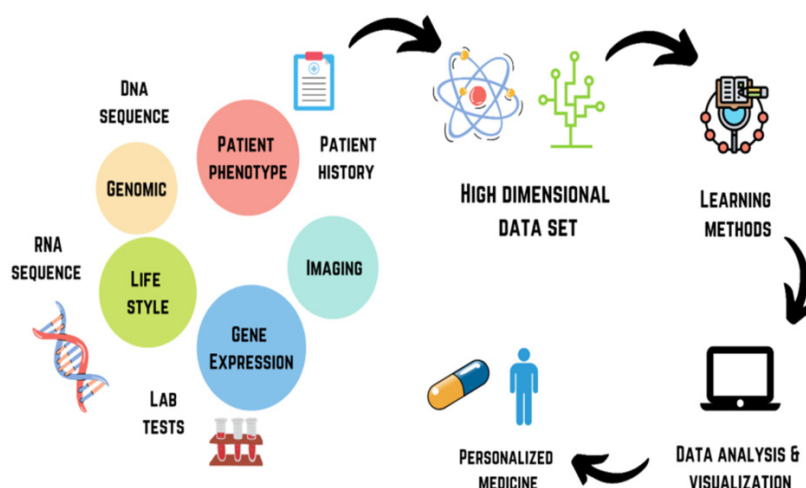 DNA
SEQUENCE
PATIENT
PHENOTYPE
PATIENT
HISTORY
GENOMIC
RNA
SEQUENCE
LIFE
STYLE
IMAGING
GENE
EXPRESSION
LAB
TESTS
HIGH DIMENSIONAL
DATA SET
LEARNING
METHODS
DATA ANALYSIS &
VISUALIZATION
PERSONALIZED
MEDICINE